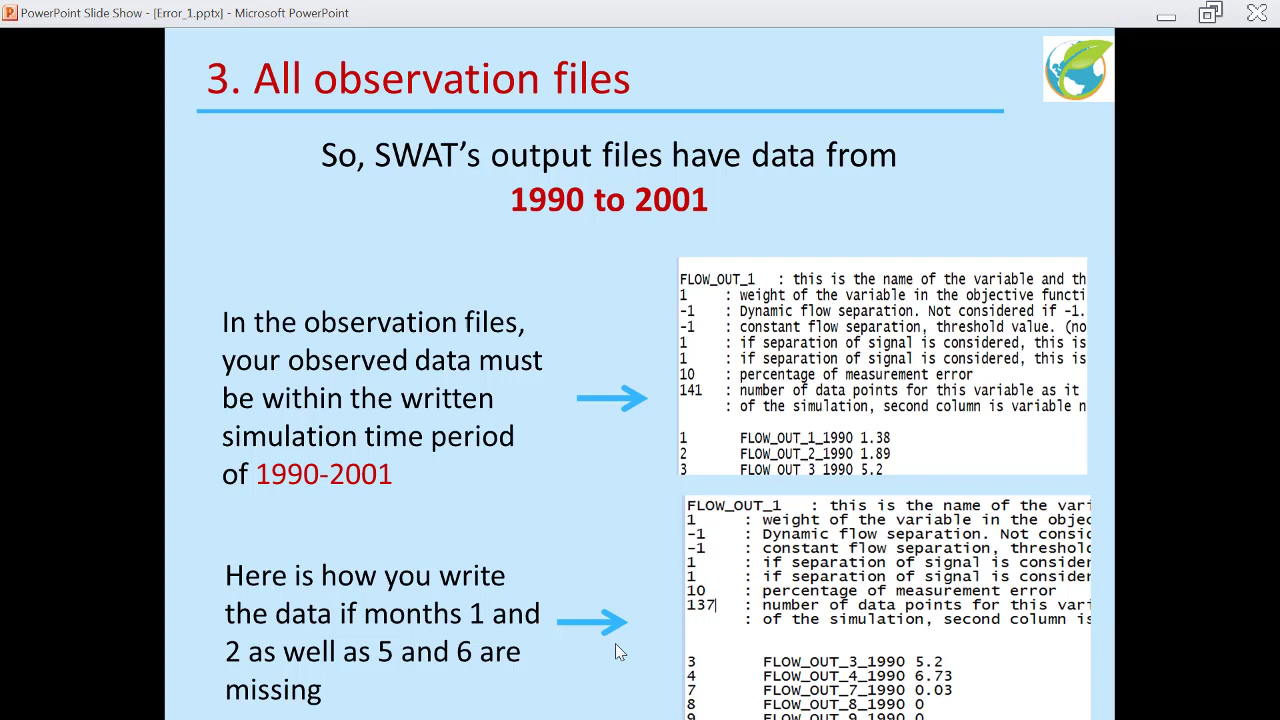 PowerPoint Slide Show - [Error_1.pptx] - Microsoft PowerPoint
3. All observation files
So, SWAT’s output files have data from
1990 to 2001
In the observation files,
your observed data must
be within the written
simulation time period
of 1990-2001
FLOW_OUT_1 : this is the name of the variable and th
1 : weight of the variable in the objective functi
-1 : Dynamic flow separation. Not considered if -1.
-1 : constant flow separation, threshold value. (no
1 : if separation of signal is considered, this is
1 : if separation of signal is considered, this is
10 : percentage of measurement error
141 : number of data points for this variable as it
: of the simulation, second column is variable n
1 FLOW_OUT_1_1990 1.38
2 FLOW_OUT_2_1990 1.89
3 FLOW_OUT_3_1990 5.2
Here is how you write
the data if months 1 and
2 as well as 5 and 6 are
missing
FLOW_OUT_1 : this is the name of the vari
1 : weight of the variable in the objec
-1 : Dynamic flow separation. Not consid
-1 : constant flow separation, threshold
1 : if separation of signal is consider
1 : if separation of signal is consider
10 : percentage of measurement error
137 : number of data points for this vari
: of the simulation, second column is
3 FLOW_OUT_3_1990 5.2
4 FLOW_OUT_4_1990 6.73
7 FLOW_OUT_7_1990 0.03
8 FLOW_OUT_8_1990 0
9 FLOW_OUT_9_1990 0